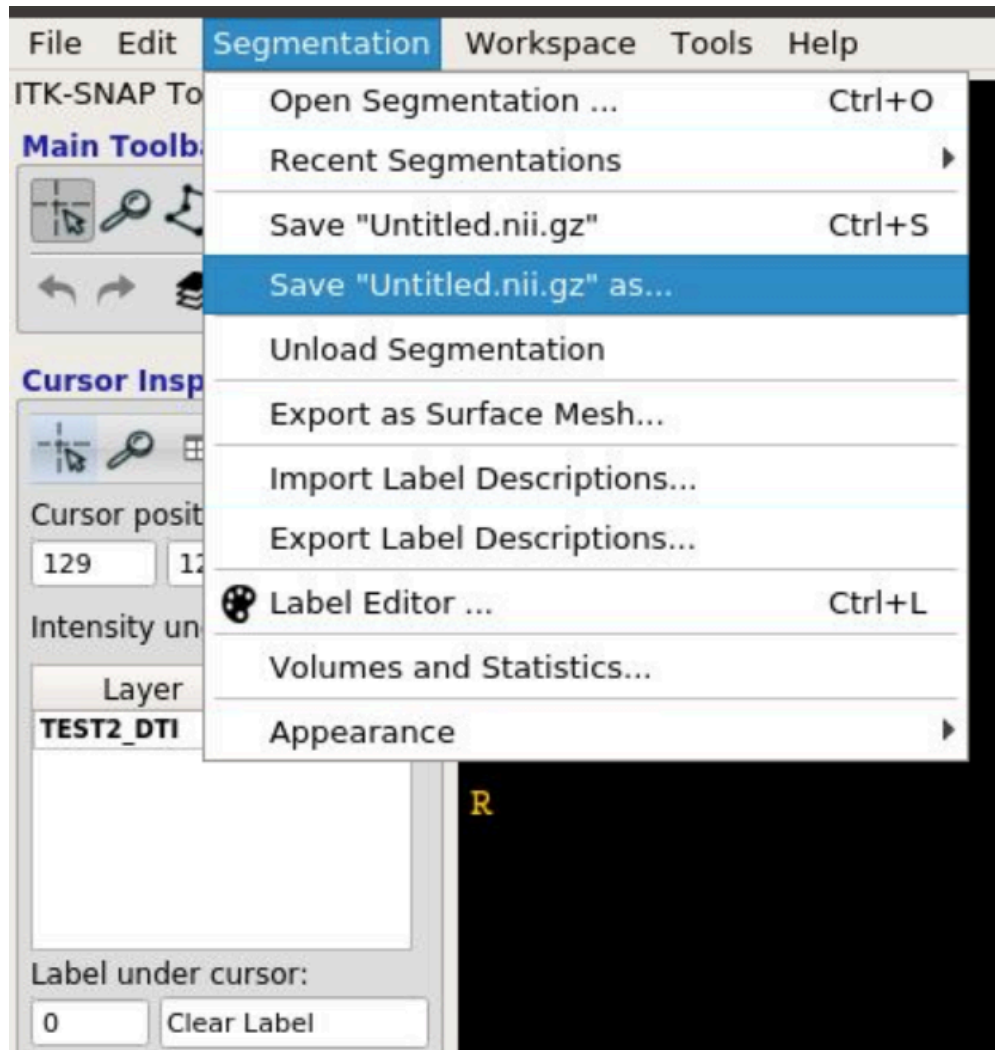 File Edit Segmentation Workspace Tools Help
ITK-SNAP To
Open Segmentation ... Ctrl+O
Main Toolb
Recent Segmentations
Save "Untitled.nii.gz" Ctrl+S
Save "Untitled.nii.gz" as...
Unload Segmentation
Cursor Insp
Export as Surface Mesh...
Import Label Descriptions...
Cursor posit
Export Label Descriptions...
129 12
Label Editor ... Ctrl+L
Intensity un
Volumes and Statistics...
Layer
TEST2_DTI
Appearance
R
Label under cursor:
0 Clear Label